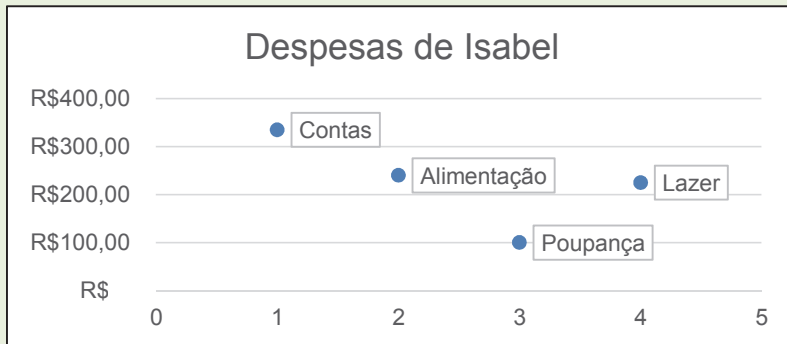 Despesas de Isabel
R$400,00
Contas
R$300,00
Alimentação
Lazer
R$200,00
R$100,00
Poupança
R$
0 1 2 3 4 5